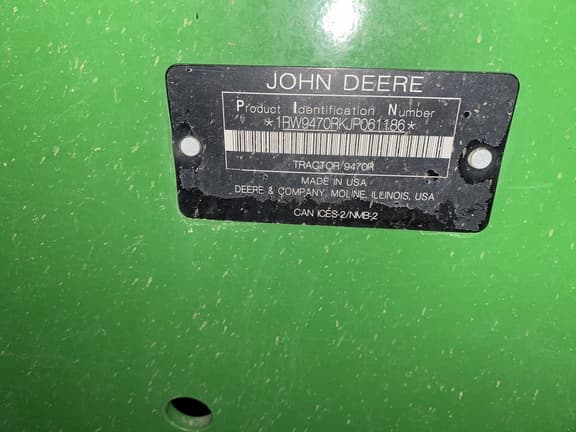 JOHN DEERE
Product Identification Number
*1RW9470RKJP061186*
TRACTOR 9470R
MADE IN USA
DEERE & COMPANY, MOLINE, ILLINOIS, USA
CAN ICES-2/NMB-2